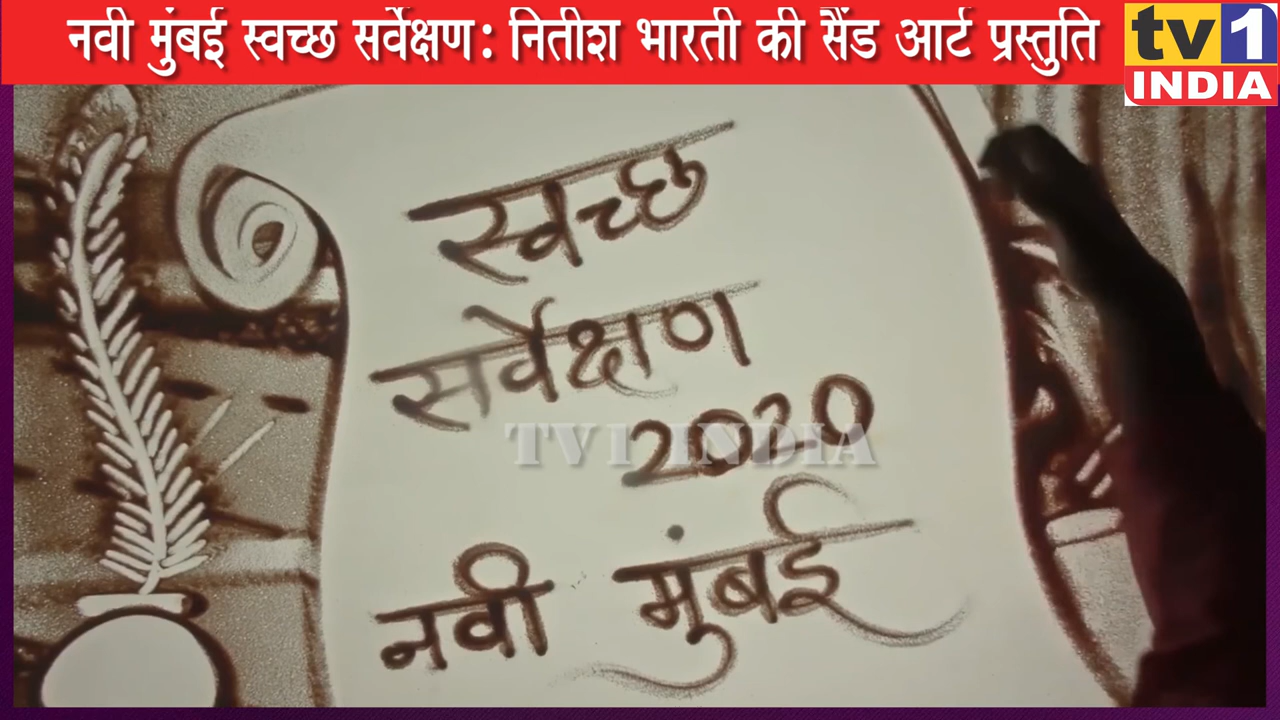 नवी मुंबई स्वच्छ सर्वेक्षण: नितीश भारती की सैंड आर्ट प्रस्तुति
tv1
INDIA
स्वच्छ
सर्वेक्षण
2020
TV1 INDIA
नवी मुंबई